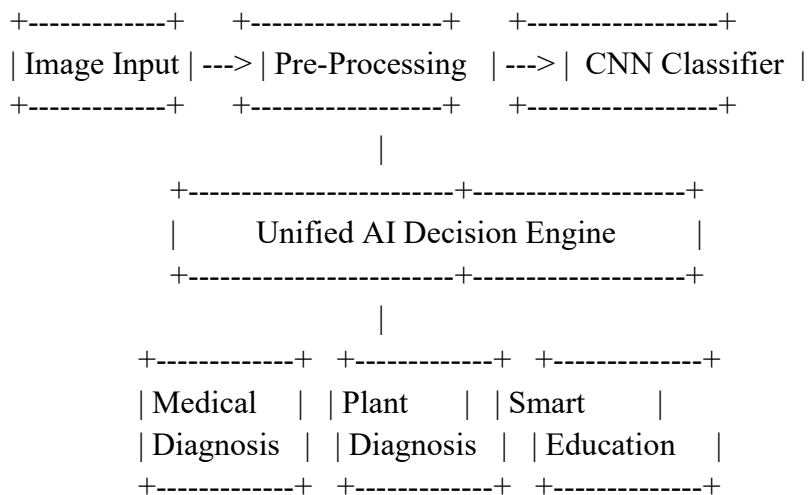 +-------------+ +------------------+ +------------------+
| Image Input | ---> | Pre-Processing | ---> | CNN Classifier |
+-------------+ +------------------+ +------------------+
|
+-------------------------+--------------------+
| Unified AI Decision Engine |
+-------------------------+--------------------+
|
+-------------+ +-------------+ +--------------+
| Medical | | Plant | | Smart |
| Diagnosis | | Diagnosis | | Education |
+-------------+ +-------------+ +--------------+